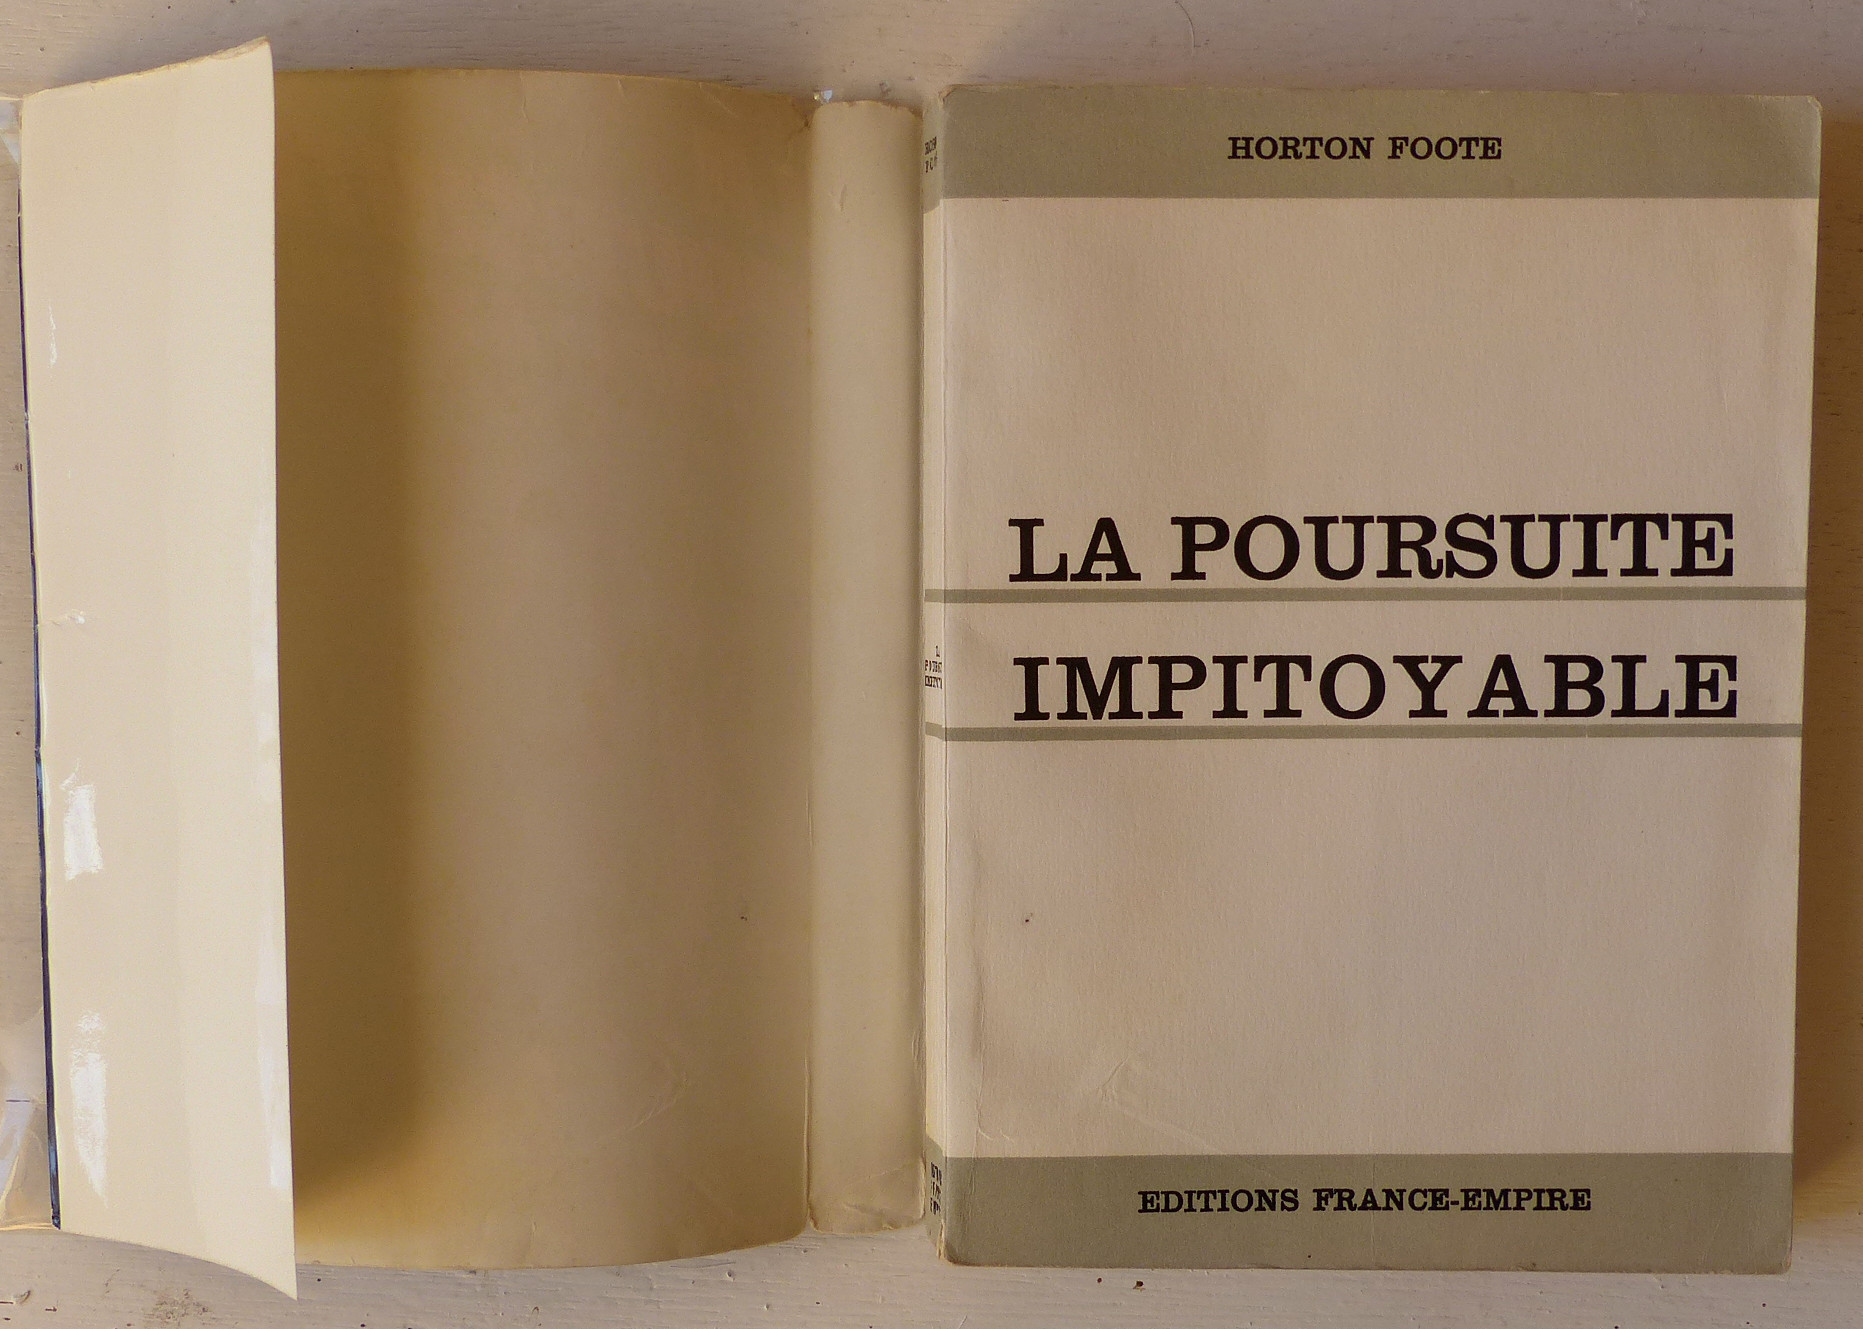 HORTON FOOTE
LA POURSUITE
IMPITOYABLE
EDITIONS FRANCE-EMPIRE